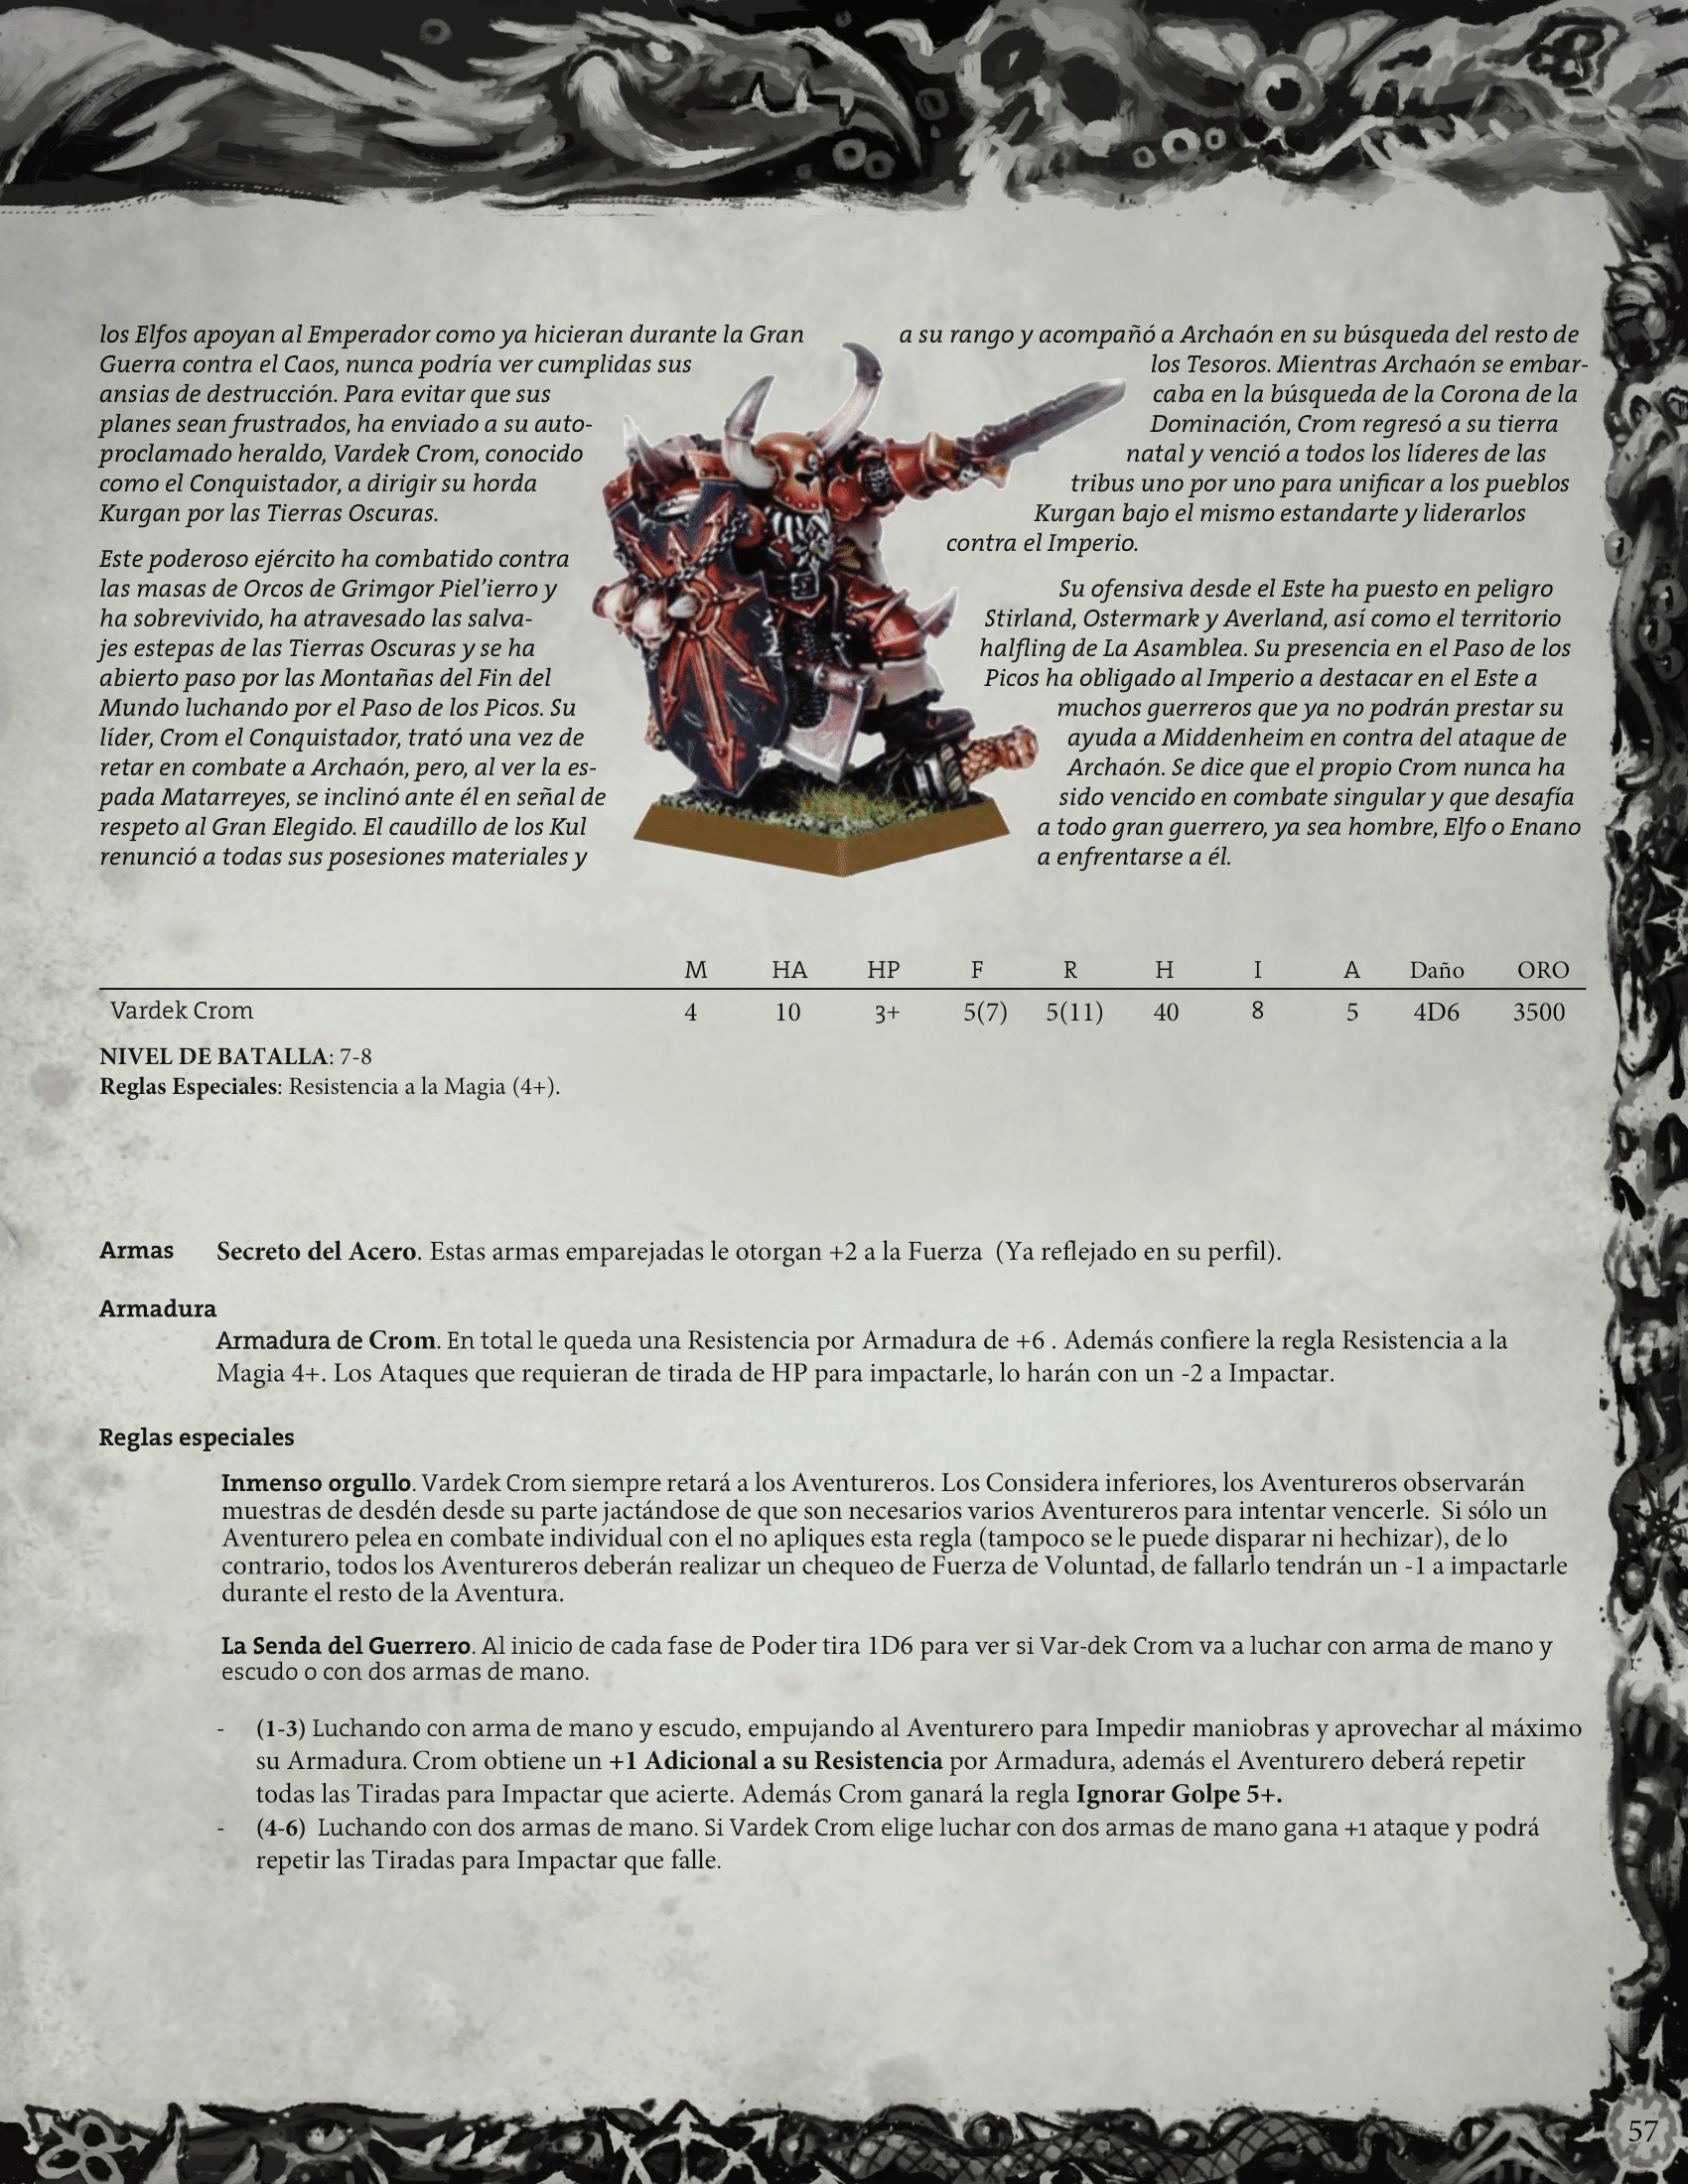 los Elfos apoyan al Emperador como ya hicieran durante la Gran
Guerra contra el Caos, nunca podría ver cumplidas sus
ansias de destrucción. Para evitar que sus
planes sean frustrados, ha enviado a su auto-
proclamado heraldo, Vardek Crom, conocido
como el Conquistador, a dirigir su horda
Kurgan por las Tierras Oscuras.
Este poderoso ejército ha combatido contra
las masas de Orcos de Grimgor Piel'ierro y
ha sobrevivido, ha atravesado las salva-
jes estepas de las Tierras Oscuras y se ha
abierto paso por las Montañas del Fin del
Mundo luchando por el Paso de los Picos. Su
líder, Crom el Conquistador, trató una vez de
retar en combate a Archaón, pero, al ver la es-
pada Matarreyes, se inclinó ante él en señal de
respeto al Gran Elegido. El caudillo de los Kul
renunció a todas sus posesiones materiales y
a su rango y acompañó a Archaón en su búsqueda del resto de
los Tesoros. Mientras Archaón se embar-
caba en la búsqueda de la Corona de la
Dominación, Crom regresó a su tierra
natal y venció a todos los líderes de las
tribus uno por uno para unificar a los pueblos
Kurgan bajo el mismo estandarte y liderarlos
contra el Imperio.
Su ofensiva desde el Este ha puesto en peligro
Stirland, Ostermark y Averland, así como el territorio
halfling de La Asamblea. Su presencia en el Paso de los
Picos ha obligado al Imperio a destacar en el Este a
muchos guerreros que ya no podrán prestar su
ayuda a Middenheim en contra del ataque de
Archaón. Se dice que el propio Crom nunca ha
sido vencido en combate singular y que desafía
a todo gran guerrero, ya sea hombre, Elfo o Enano
a enfrentarse a él.
M HA HP F R H I A Daño ORO
Vardek Crom 4 10 3+ 5(7) 5(11) 40 8 5 4D6 3500
NIVEL DE BATALLA: 7-8
Reglas Especiales: Resistencia a la Magia (4+).
Armas Secreto del Acero. Estas armas emparejadas le otorgan +2 a la Fuerza (Ya reflejado en su perfil).
Armadura
Armadura de Crom. En total le queda una Resistencia por Armadura de +6 . Además confiere la regla Resistencia a la
Magia 4+. Los Ataques que requieran de tirada de HP para impactarle, lo harán con un -2 a Impactar.
Reglas especiales
Inmenso orgullo. Vardek Crom siempre retará a los Aventureros. Los Considera inferiores, los Aventureros observarán
muestras de desdén desde su parte jactándose de que son necesarios varios Aventureros para intentar vencerle. Si sólo un
Aventurero pelea en combate individual con el no apliques esta regla (tampoco se le puede disparar ni hechizar), de lo
contrario, todos los Aventureros deberán realizar un chequeo de Fuerza de Voluntad, de fallarlo tendrán un -1 a impactarle
durante el resto de la Aventura.
La Senda del Guerrero. Al inicio de cada fase de Poder tira 1D6 para ver si Var-dek Crom va a luchar con arma de mano y
escudo o con dos armas de mano.
- (1-3) Luchando con arma de mano y escudo, empujando al Aventurero para Impedir maniobras y aprovechar al máximo
su Armadura. Crom obtiene un +1 Adicional a su Resistencia por Armadura, además el Aventurero deberá repetir
todas las Tiradas para Impactar que acierte. Además Crom ganará la regla Ignorar Golpe 5+.
- (4-6) Luchando con dos armas de mano. Si Vardek Crom elige luchar con dos armas de mano gana +1 ataque y podrá
repetir las Tiradas para Impactar que falle.
57